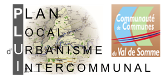 PLAN
LOCAL
d'URBANISME
INTERCOMMUNAL
Communauté
de Communes
du Val de Somme